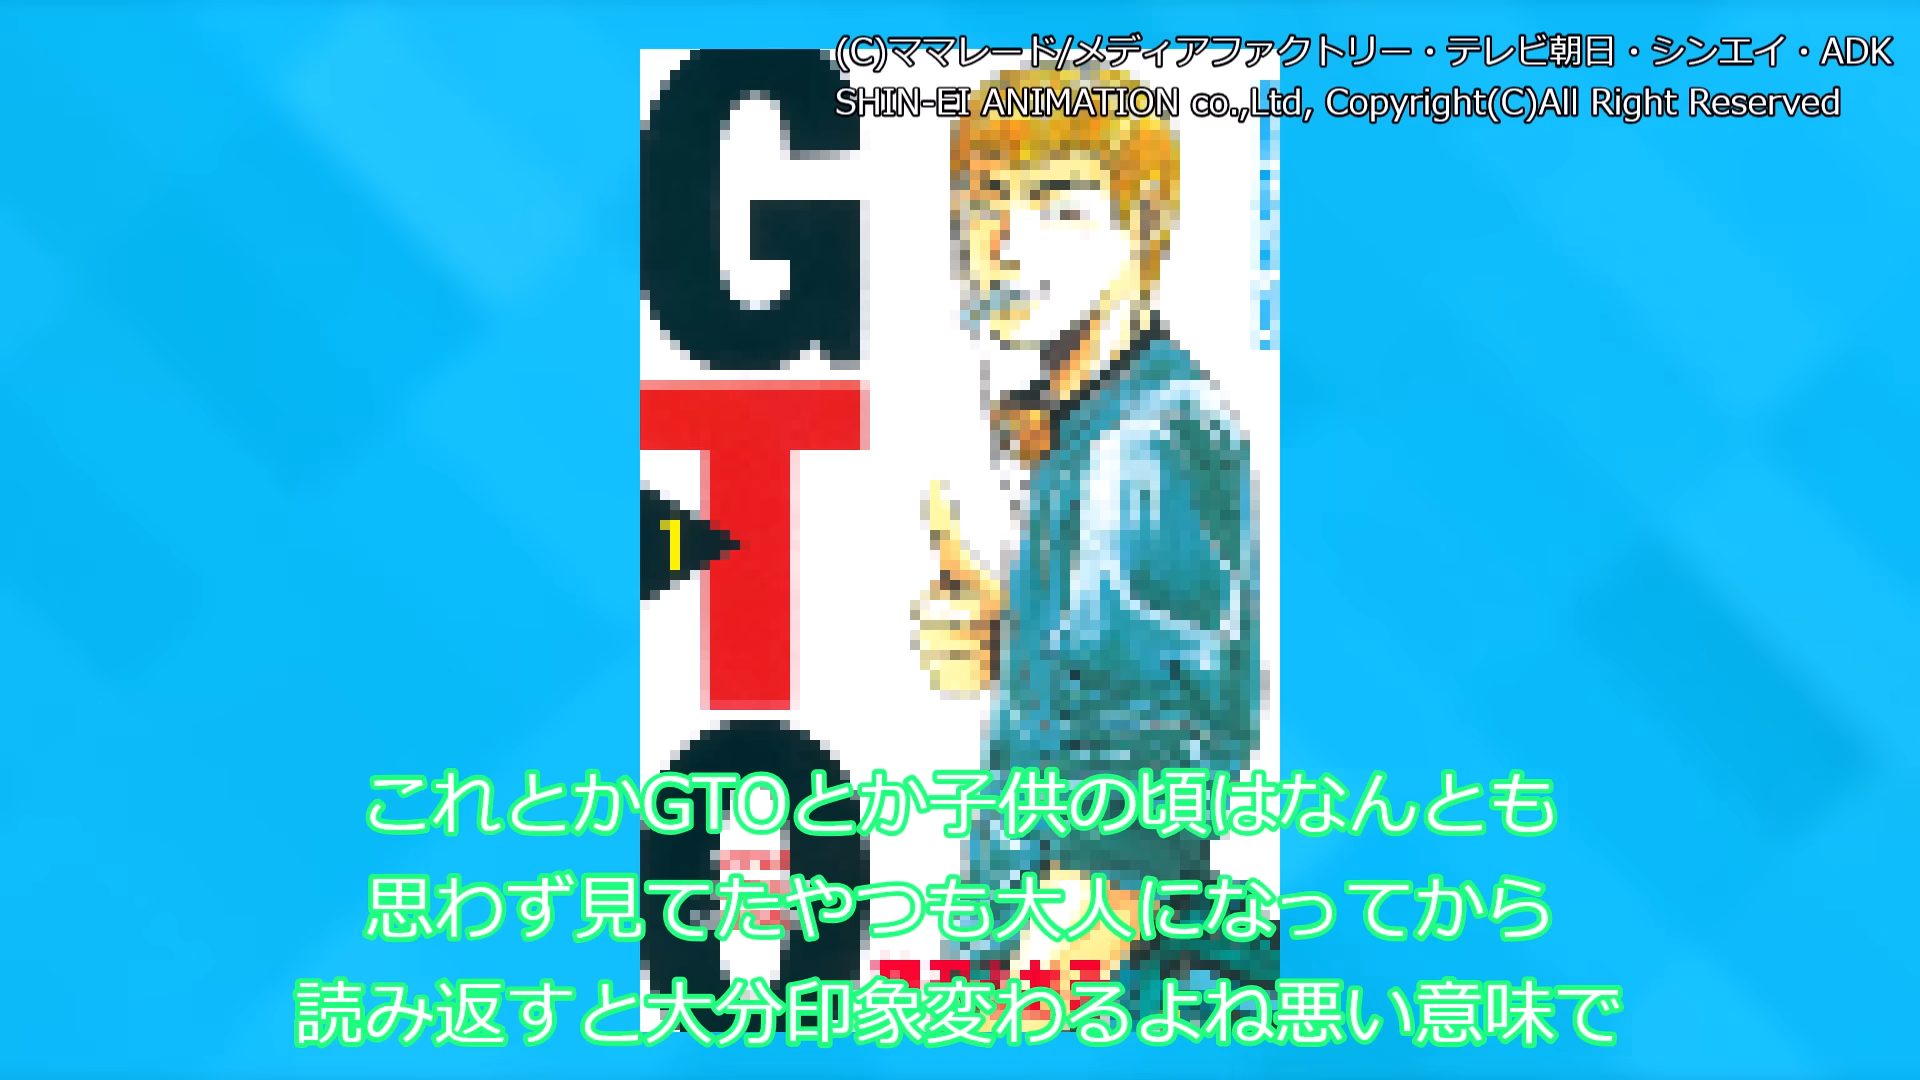 (C)ママレード/メディアファクトリー・テレビ朝日・シンエイ・ADK
SHIN-EI ANIMATION co.,Ltd, Copyright(C)All Right Reserved
G
T
1
O
これとかGTOとか子供の頃はなんとも
思わず見てたやつも大人になってから
読み返すと大分印象変わるよね悪い意味で